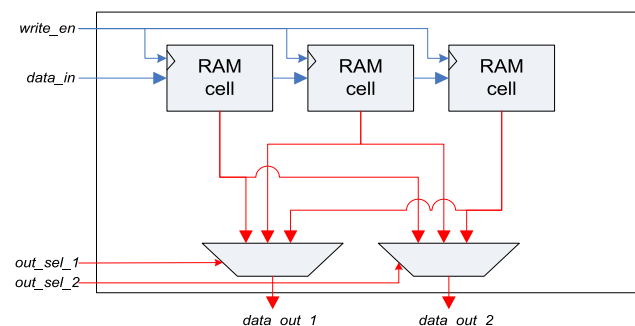 write_en
data_in
RAM
cell
RAM
cell
RAM
cell
out_sel_1
out_sel_2
data_out_1
data_out_2